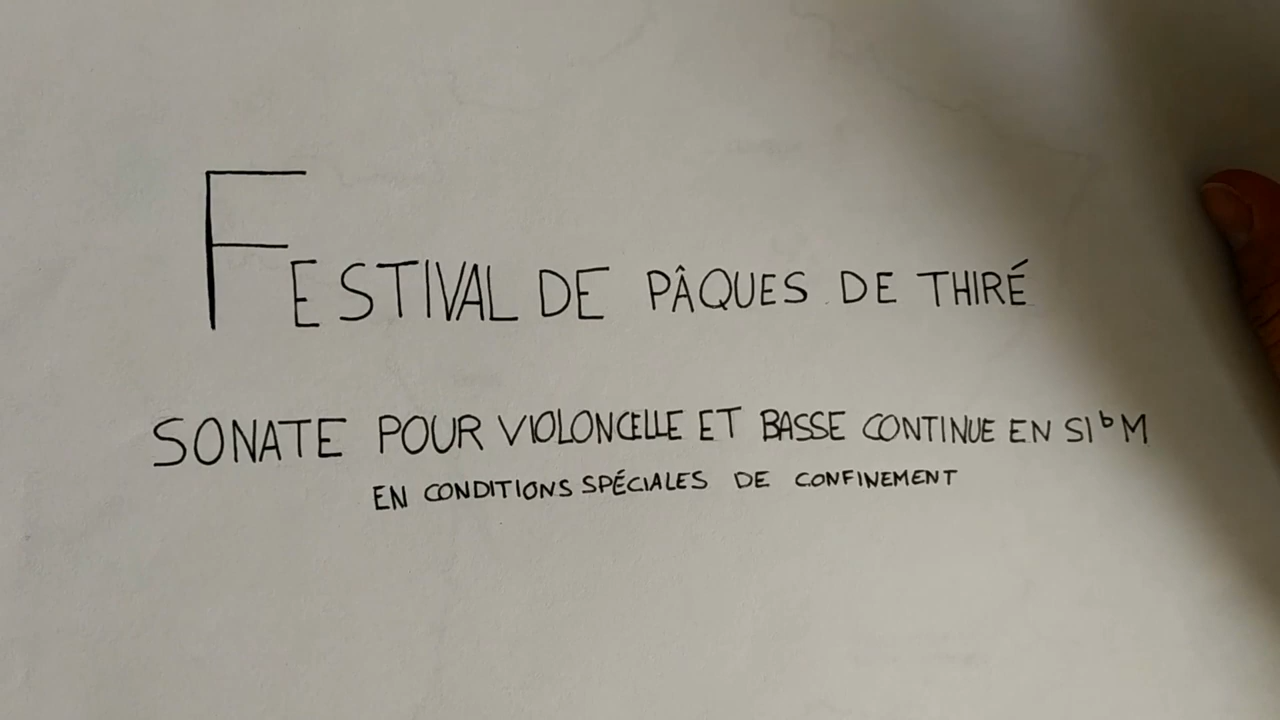 FESTIVAL DE PÂQUES DE THIRÉ
SONATE POUR VIOLONCELLE ET BASSE CONTINUE EN SI♭M
EN CONDITIONS SPÉCIALES DE CONFINEMENT